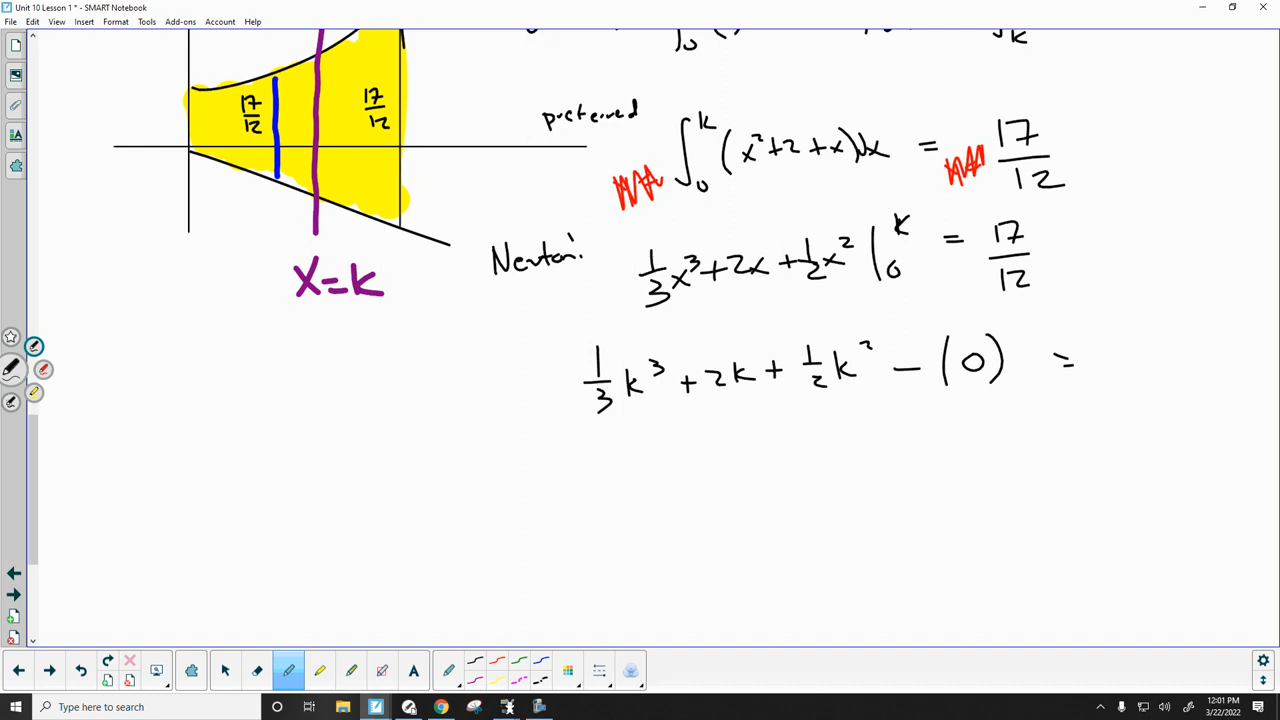 Unit 10 Lesson 1 * - SMART Notebook
File Edit View Insert Format Tools Add-ons Account Help
∫₀ ( ∫ₖ
17/12 17/12
preferred
∫₀ᵏ (x²+2+x)dx = 17/12
Newton: 1/3x³+2x+1/2x² |₀ᵏ = 17/12
x=k
1/3k³+2k+1/2k² – (0) =
A
Type here to search
12:01 PM
3/22/2022